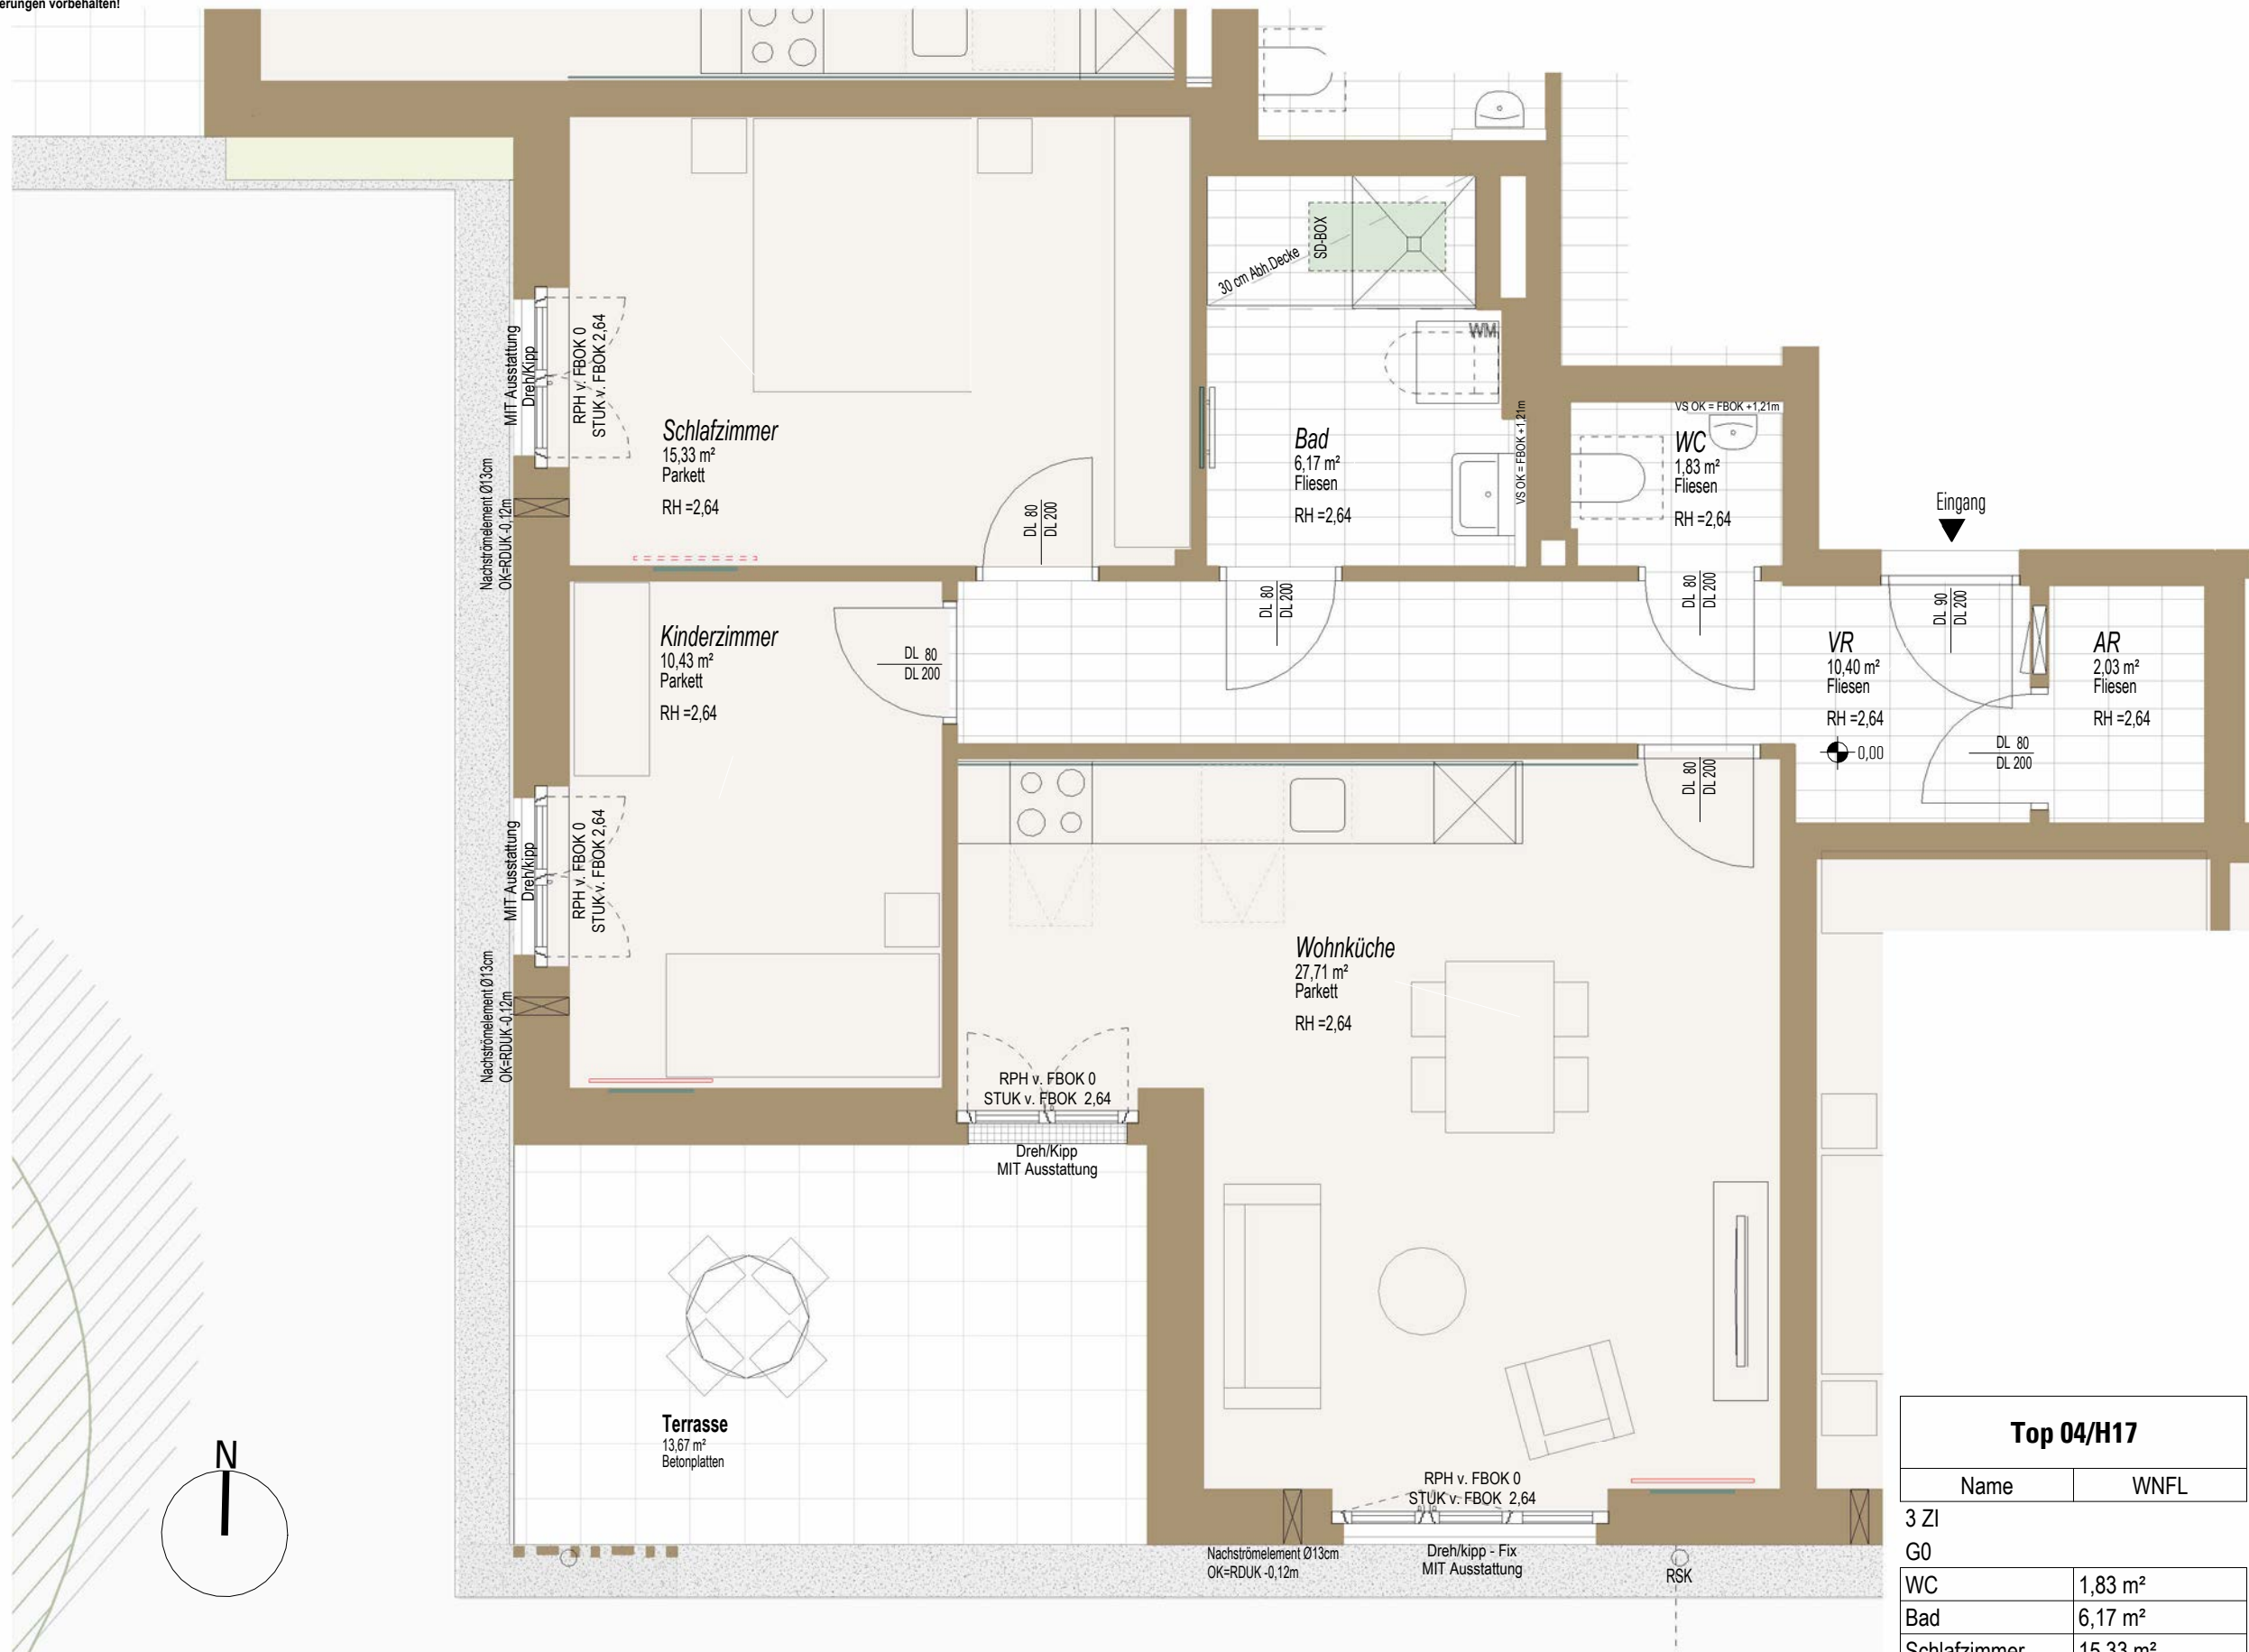 erungen vorbehalten!
SD-BOX
30 cm Abh.Decke
WM
MIT Ausstattung
Dreh/Kipp
RPH v. FBOK 0
STUK v. FBOK 2,64
Schlafzimmer
15,33 m²
Parkett
RH =2,64
Nachströmelement Ø13cm
OK=RDUK -0,12m
DL 80
DL 200
Bad
6,17 m²
Fliesen
RH =2,64
VS OK = FBOK +1,21m
VS OK = FBOK +1,21m
WC
1,83 m²
Fliesen
RH =2,64
Eingang
DL 80
DL 200
DL 80
DL 200
DL 90
DL 200
Kinderzimmer
10,43 m²
Parkett
RH =2,64
DL 80
DL 200
VR
10,40 m²
Fliesen
RH =2,64
0,00
AR
2,03 m²
Fliesen
RH =2,64
DL 80
DL 200
DL 80
DL 200
MIT Ausstattung
Dreh/kipp
RPH v. FBOK 0
STUK v. FBOK 2,64
Nachströmelement Ø13cm
OK=RDUK -0,12m
Wohnküche
27,71 m²
Parkett
RH =2,64
RPH v. FBOK 0
STUK v. FBOK 2,64
Dreh/Kipp
MIT Ausstattung
Terrasse
13,67 m²
Betonplatten
N
RPH v. FBOK 0
STUK v. FBOK 2,64
Nachströmelement Ø13cm
OK=RDUK -0,12m
Dreh/kipp - Fix
MIT Ausstattung
RSK
Top 04/H17
Name WNFL
3 ZI
G0
WC 1,83 m²
Bad 6,17 m²
Schlafzimmer 15,33 m²